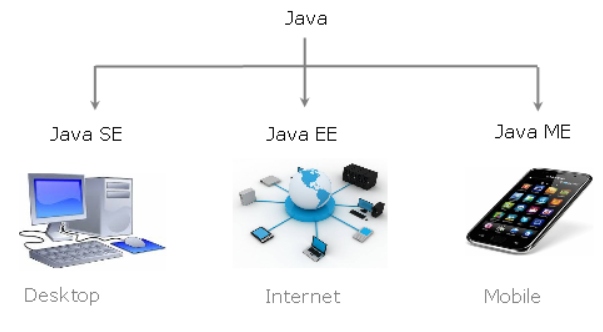 Java
Java SE
Java EE
Java ME
Desktop
Internet
Mobile